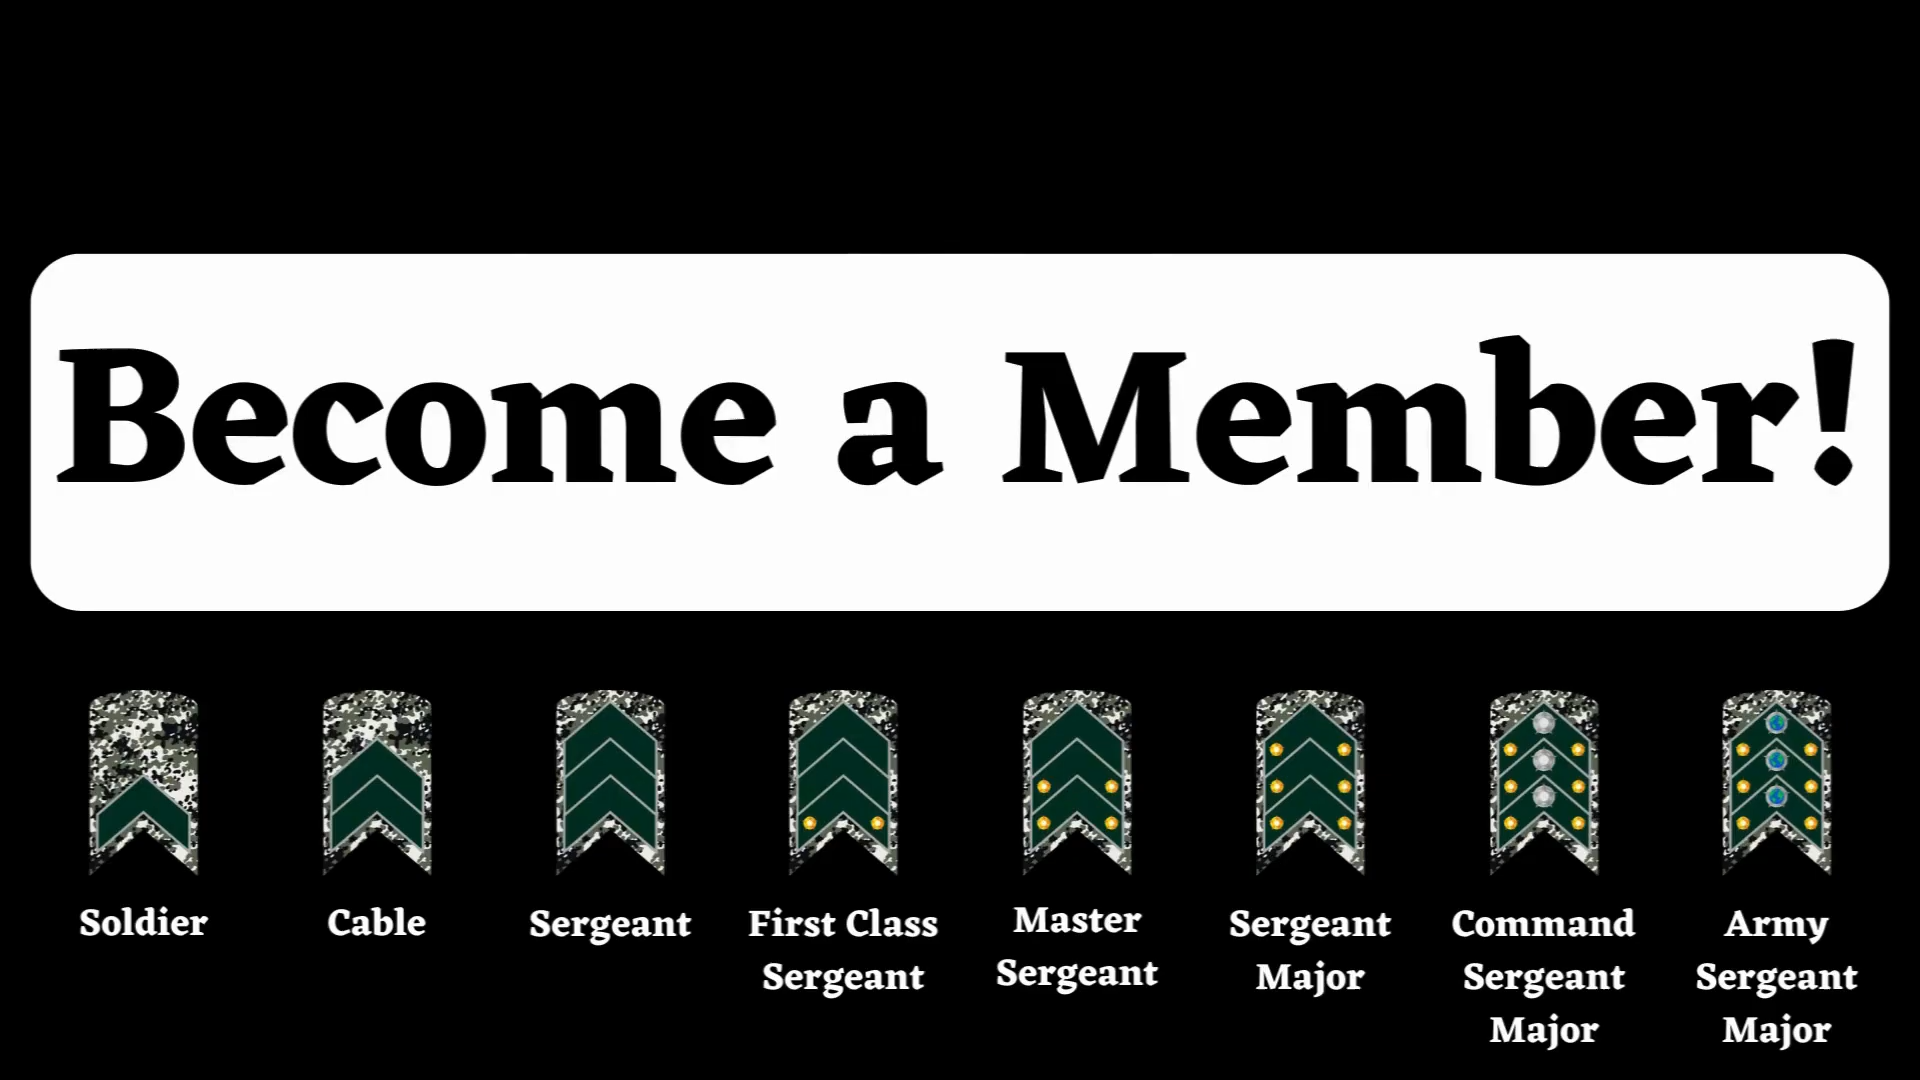 Become a Member!
Soldier
Cable
Sergeant
First Class
Sergeant
Master
Sergeant
Sergeant
Major
Command
Sergeant
Major
Army
Sergeant
Major